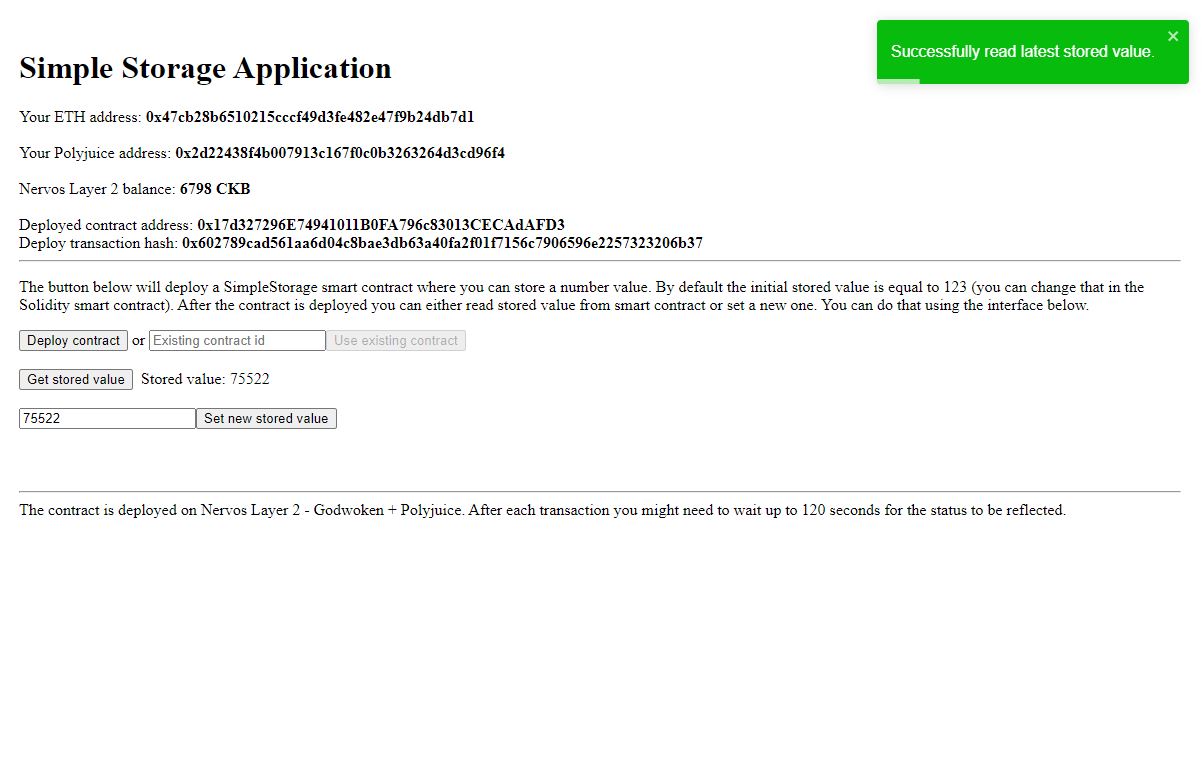 Successfully read latest stored value.
Simple Storage Application
Your ETH address: 0x47cb28b6510215cccf49d3fe482e47f9b24db7d1
Your Polyjuice address: 0x2d22438f4b007913c167f0c0b3263264d3cd96f4
Nervos Layer 2 balance: 6798 CKB
Deployed contract address: 0x17d327296E74941011B0FA796c83013CECAdAFD3
Deploy transaction hash: 0x602789cad561aa6d04c8bae3db63a40fa2f01f7156c7906596e2257323206b37
The button below will deploy a SimpleStorage smart contract where you can store a number value. By default the initial stored value is equal to 123 (you can change that in the
Solidity smart contract). After the contract is deployed you can either read stored value from smart contract or set a new one. You can do that using the interface below.
Deploy contract or Existing contract id Use existing contract
Get stored value Stored value: 75522
75522 Set new stored value
The contract is deployed on Nervos Layer 2 - Godwoken + Polyjuice. After each transaction you might need to wait up to 120 seconds for the status to be reflected.